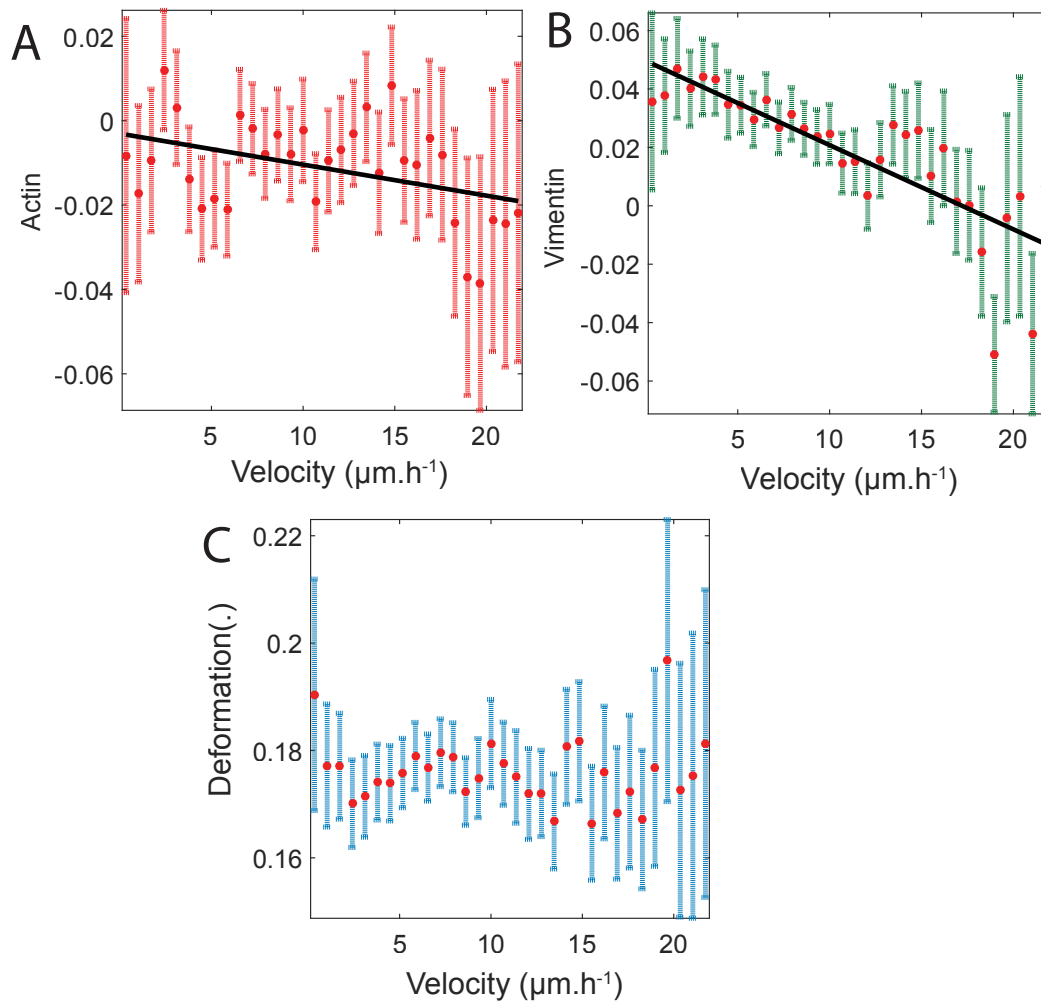 A
0.02
0
-0.02
-0.04
-0.06
Actin
5 10 15 20
Velocity (µm.h-1)
B
0.06
0.04
0.02
0
-0.02
-0.04
-0.06
Vimentin
5 10 15 20
Velocity (µm.h-1)
C
0.22
0.2
0.18
0.16
Deformation(.)
5 10 15 20
Velocity (µm.h-1)